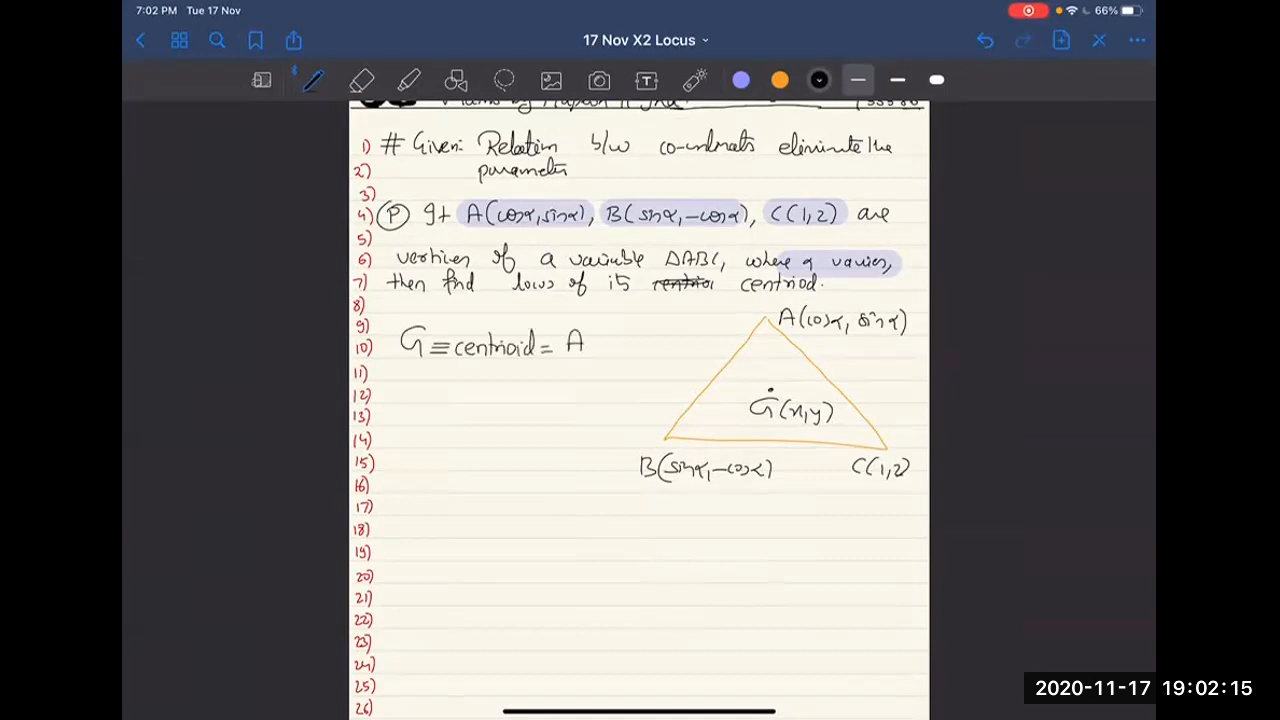 7:02 PM Tue 17 Nov
66%
17 Nov X2 Locus
1) # Given: Relation b/w co-ordinats eliminate the
2) parameter
3)
4) (P) If A(cosα, sinα), B(sinα, -cosα), C(1,2) are
5)
6) vertices of a variable ΔABC, where α varies,
7) then find locus of its centriod.
8)
9) A(cosα, sinα)
10) G ≡ centrioid = A
11)
12)
13) G(x,y)
14)
15) B(sinα, -cosα) C(1,2)
16)
17)
18)
19)
20)
21)
22)
23)
24)
25)
26)
2020-11-17 19:02:15